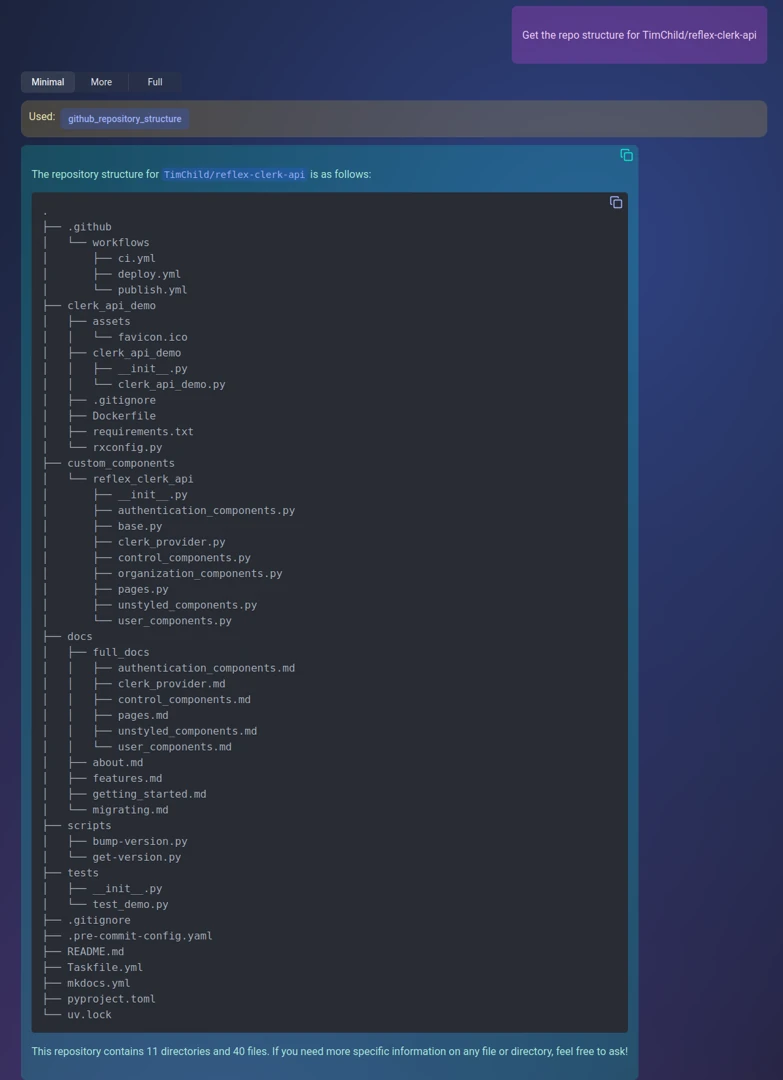 Get the repo structure for TimChild/reflex-clerk-api
Minimal More Full
Used: github_repository_structure
The repository structure for TimChild/reflex-clerk-api is as follows:
.
├── .github
│   └── workflows
│       ├── ci.yml
│       ├── deploy.yml
│       └── publish.yml
├── clerk_api_demo
│   ├── assets
│   │   └── favicon.ico
│   ├── clerk_api_demo
│   │   ├── __init__.py
│   │   └── clerk_api_demo.py
│   ├── .gitignore
│   ├── Dockerfile
│   ├── requirements.txt
│   └── rxconfig.py
├── custom_components
│   └── reflex_clerk_api
│       ├── __init__.py
│       ├── authentication_components.py
│       ├── base.py
│       ├── clerk_provider.py
│       ├── control_components.py
│       ├── organization_components.py
│       ├── pages.py
│       ├── unstyled_components.py
│       └── user_components.py
├── docs
│   ├── full_docs
│   │   ├── authentication_components.md
│   │   ├── clerk_provider.md
│   │   ├── control_components.md
│   │   ├── pages.md
│   │   ├── unstyled_components.md
│   │   └── user_components.md
│   ├── about.md
│   ├── features.md
│   ├── getting_started.md
│   └── migrating.md
├── scripts
│   ├── bump-version.py
│   └── get-version.py
├── tests
│   ├── __init__.py
│   └── test_demo.py
├── .gitignore
├── .pre-commit-config.yaml
├── README.md
├── Taskfile.yml
├── mkdocs.yml
├── pyproject.toml
└── uv.lock
This repository contains 11 directories and 40 files. If you need more specific information on any file or directory, feel free to ask!